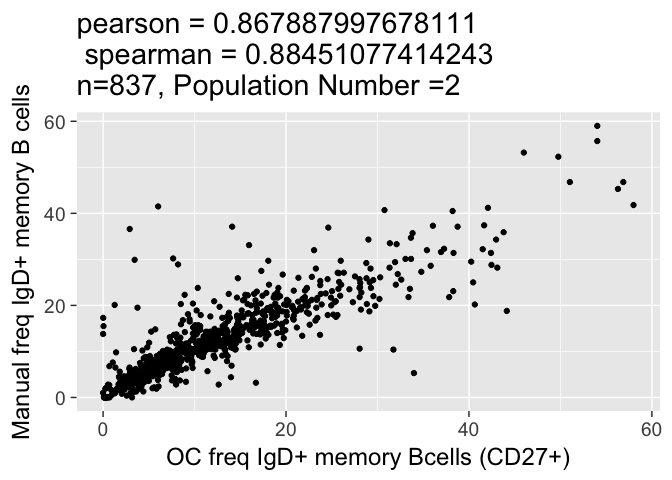 pearson = 0.867887997678111
spearman = 0.88451077414243
n=837, Population Number =2
Manual freq IgD+ memory B cells
60
40
20
0
0 20 40 60
OC freq IgD+ memory Bcells (CD27+)